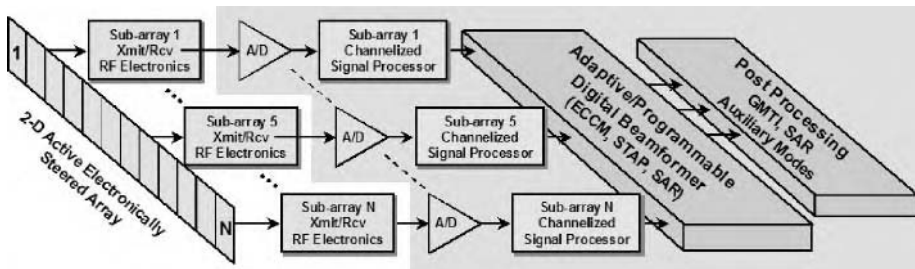 1
2-D Active Electronically
Steered Array
N
Sub-array 1
Xmit/Rcv
RF Electronics
A/D
Sub-array 1
Channelized
Signal Processor
Sub-array 5
Xmit/Rcv
RF Electronics
A/D
Sub-array 5
Channelized
Signal Processor
Sub-array N
Xmit/Rcv
RF Electronics
A/D
Sub-array N
Channelized
Signal Processor
Adaptive/Programmable
Digital Beamformer
(ECCM, STAP, SAR)
Post Processing
GMTI, SAR
Auxiliary Modes